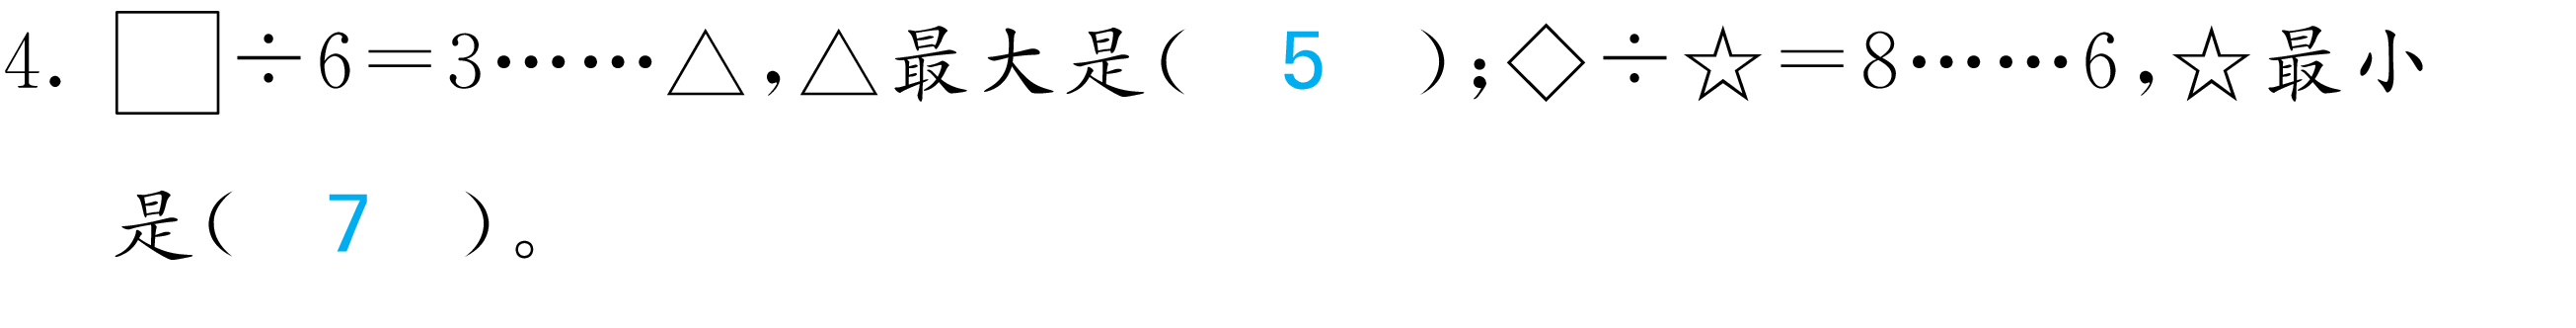 4. □÷6=3……△,△最大是( 5 );◇÷☆=8……6,☆最小
是( 7 )。